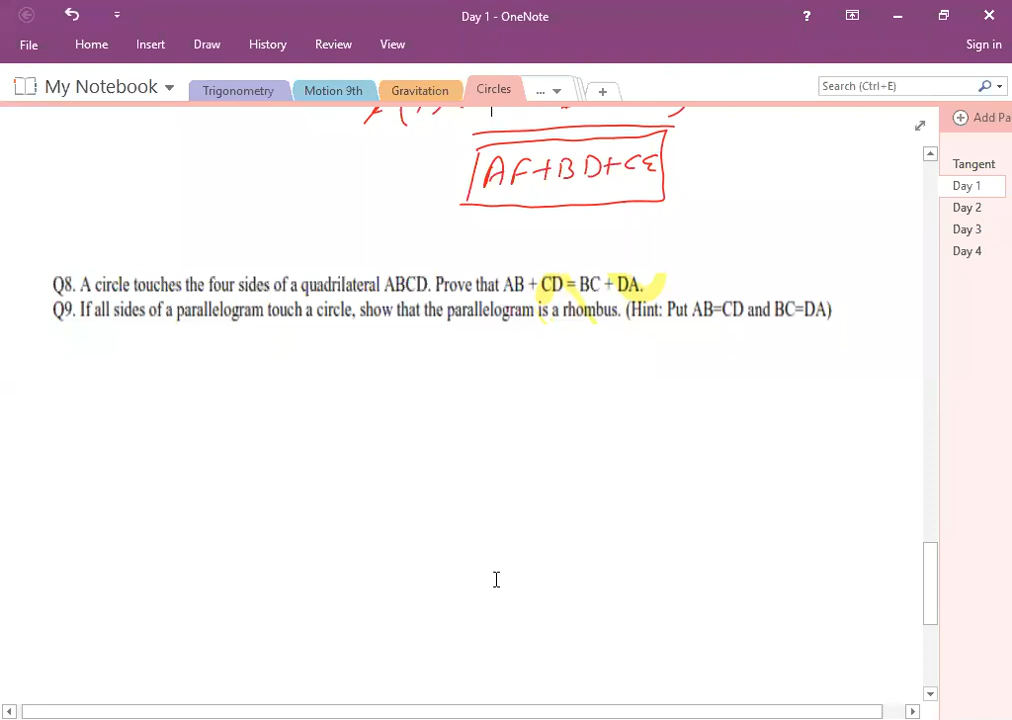 Day 1 - OneNote
?
File Home Insert Draw History Review View Sign in
My Notebook Trigonometry Motion 9th Gravitation Circles ... Search (Ctrl+E)
Add Pa
AF+BD+CE
Tangent
Day 1
Day 2
Day 3
Day 4
Q8. A circle touches the four sides of a quadrilateral ABCD. Prove that AB + CD = BC + DA.
Q9. If all sides of a parallelogram touch a circle, show that the parallelogram is a rhombus. (Hint: Put AB=CD and BC=DA)